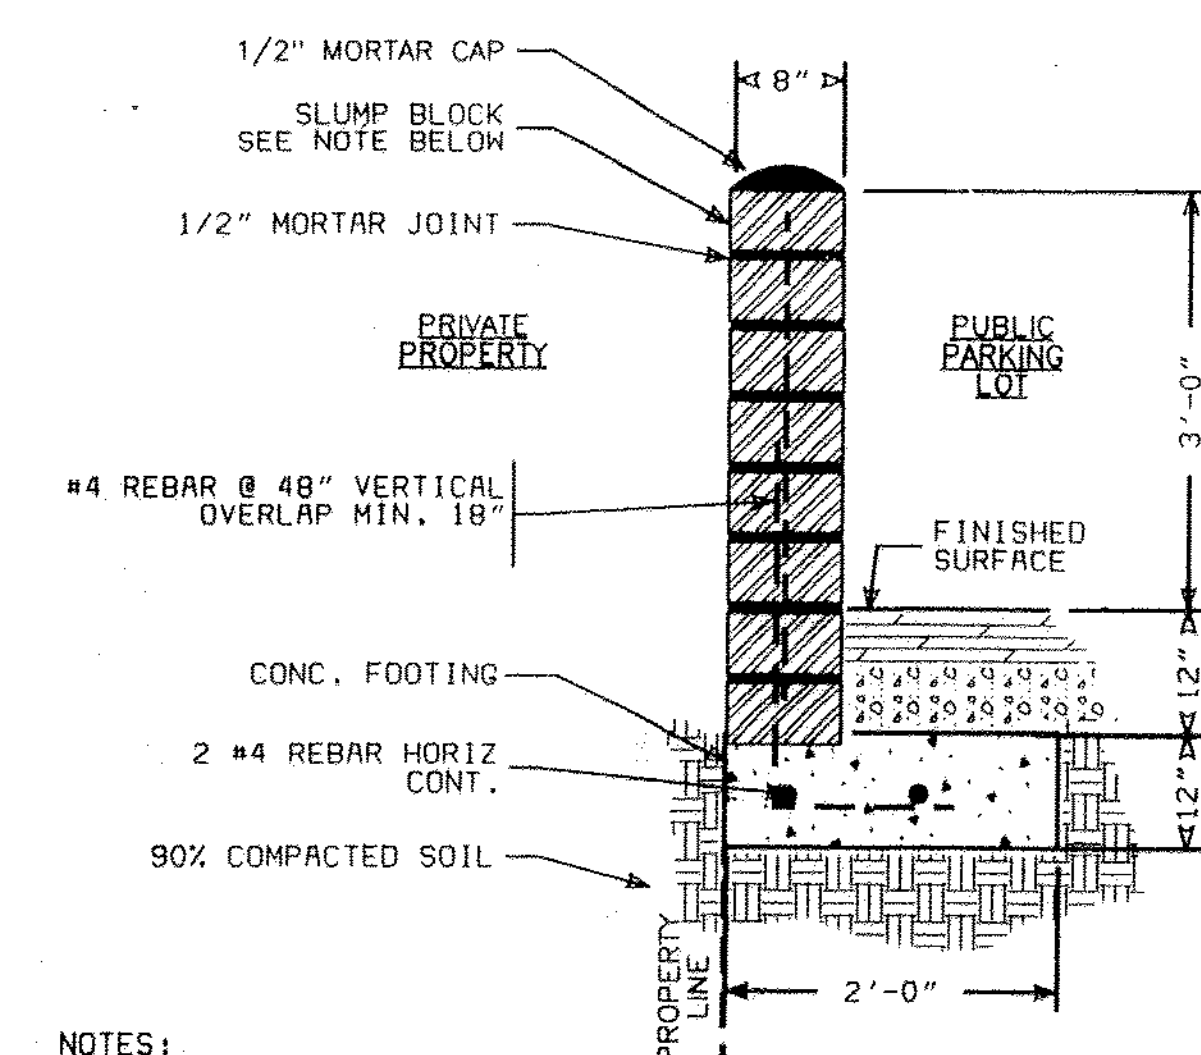 1/2" MORTAR CAP
8"
SLUMP BLOCK
SEE NOTE BELOW
1/2" MORTAR JOINT
PRIVATE
PROPERTY
PUBLIC
PARKING
LOT
3'-0"
#4 REBAR @ 48" VERTICAL
OVERLAP MIN. 18"
FINISHED
SURFACE
12"
CONC. FOOTING
2 #4 REBAR HORIZ
CONT.
12"
90% COMPACTED SOIL
PROPERTY
LINE
2'-0"
NOTES: